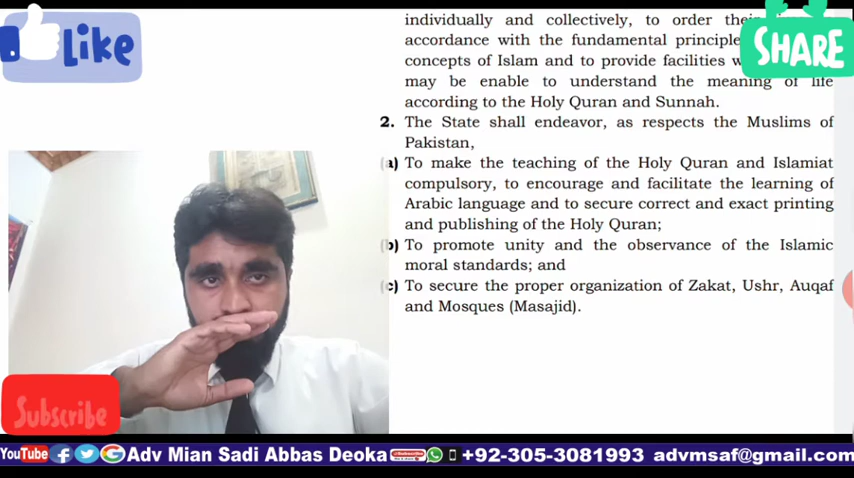 Like
SHARE
individually and collectively, to order
accordance with the fundamental
concepts of Islam and to provide facilities
may be enable to understand the meaning of life
according to the Holy Quran and Sunnah.
2. The State shall endeavor, as respects the Muslims of
Pakistan,
(a) To make the teaching of the Holy Quran and Islamiat
compulsory, to encourage and facilitate the learning of
Arabic language and to secure correct and exact printing
and publishing of the Holy Quran;
(b) To promote unity and the observance of the Islamic
moral standards; and
(c) To secure the proper organization of Zakat, Ushr, Auqaf
and Mosques (Masajid).
Subscribe
YouTube Adv Mian Sadi Abbas Deoka +92-305-3081993 advmsaf@gmail.com